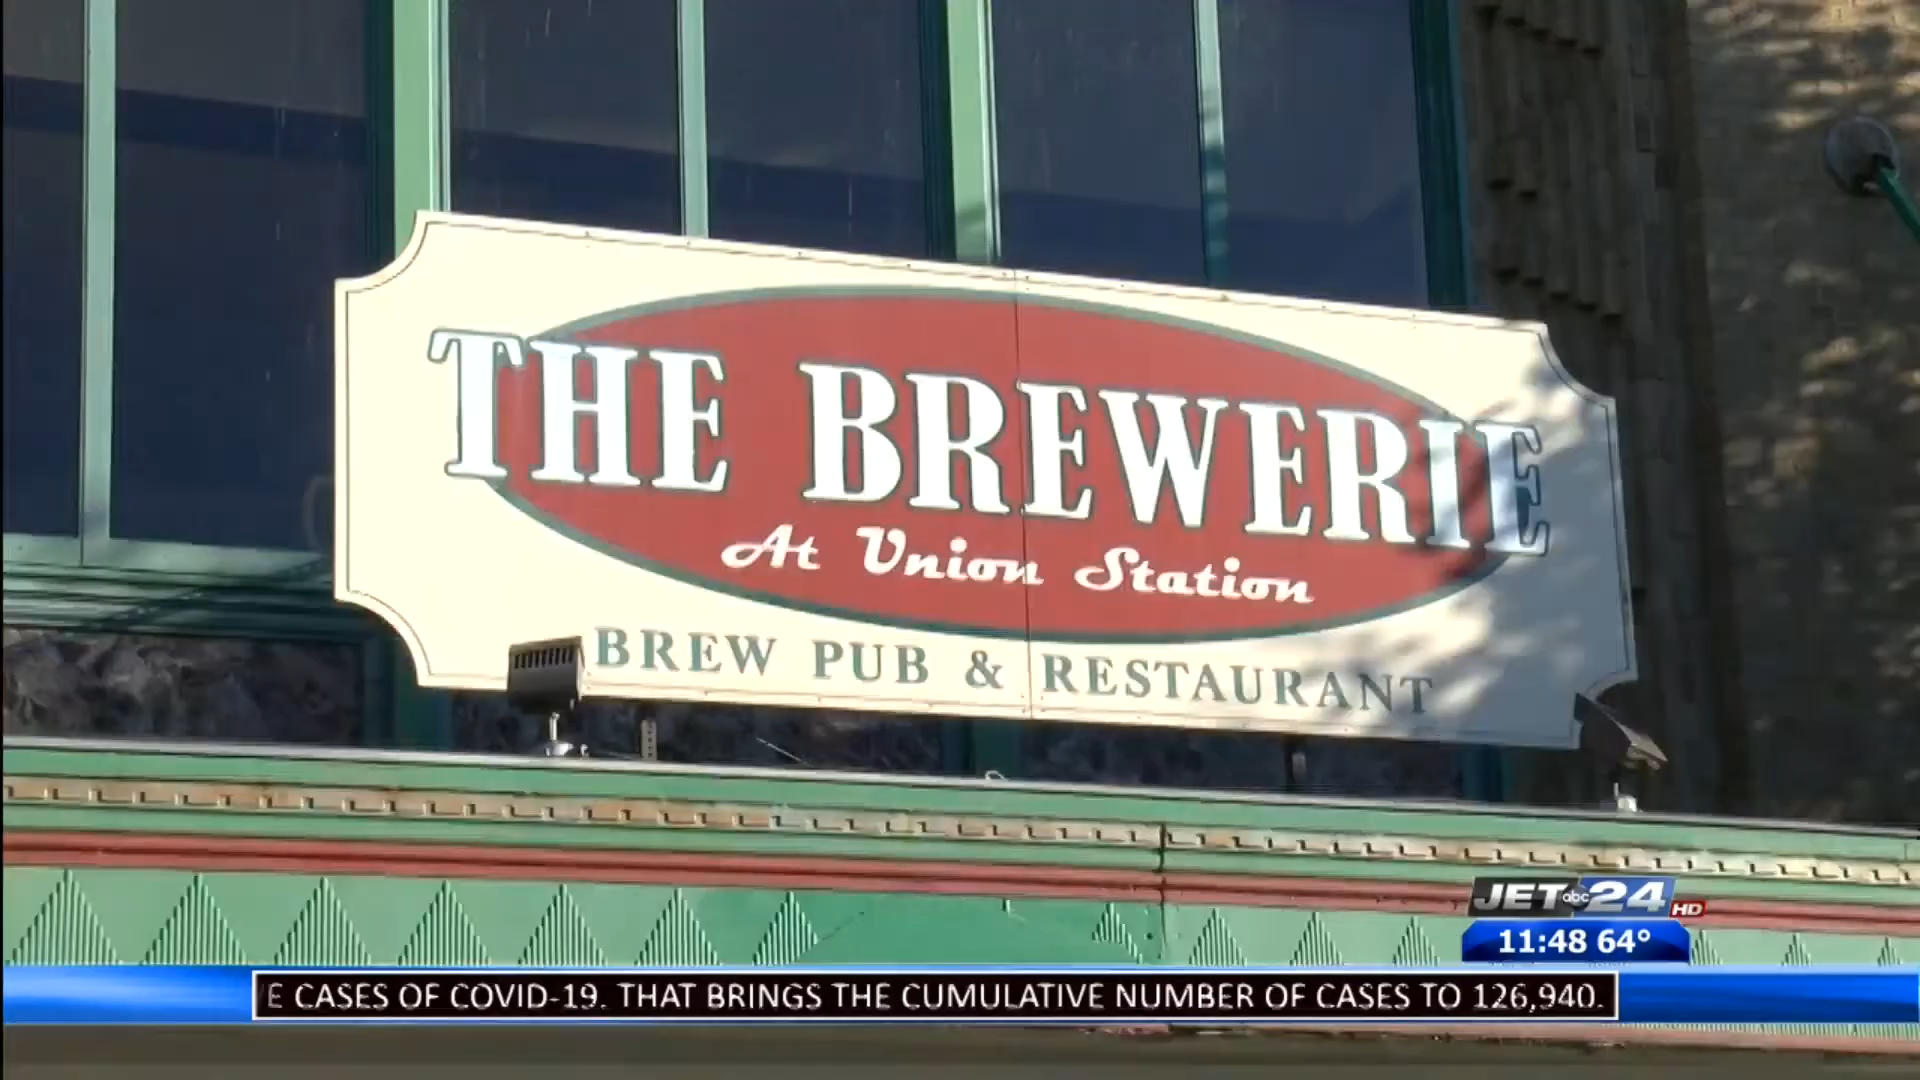 THE BREWERIE
At Union Station
BREW PUB & RESTAURANT
JET abc 24 HD
11:48 64°
E CASES OF COVID-19. THAT BRINGS THE CUMULATIVE NUMBER OF CASES TO 126,940.